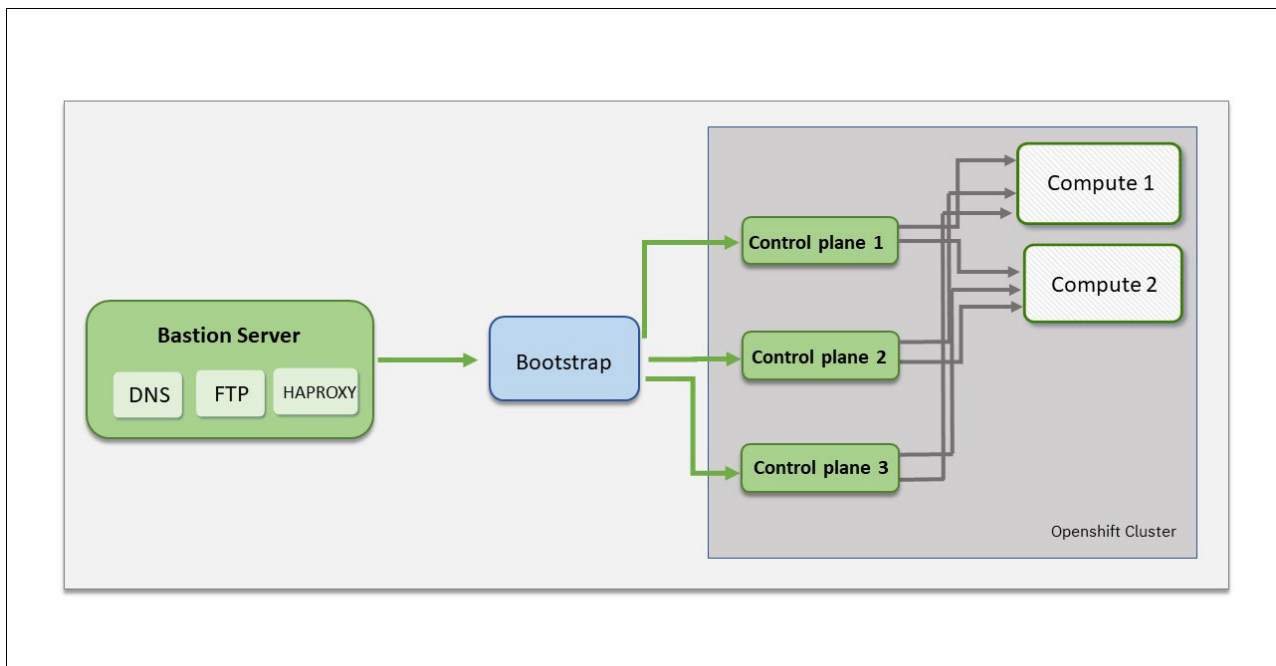 Bastion Server
DNS
FTP
HAPROXY
Bootstrap
Control plane 1
Control plane 2
Control plane 3
Compute 1
Compute 2
Openshift Cluster